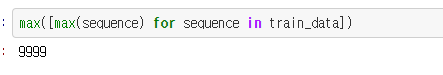 : max([max(sequence) for sequence in train_data])
: 9999